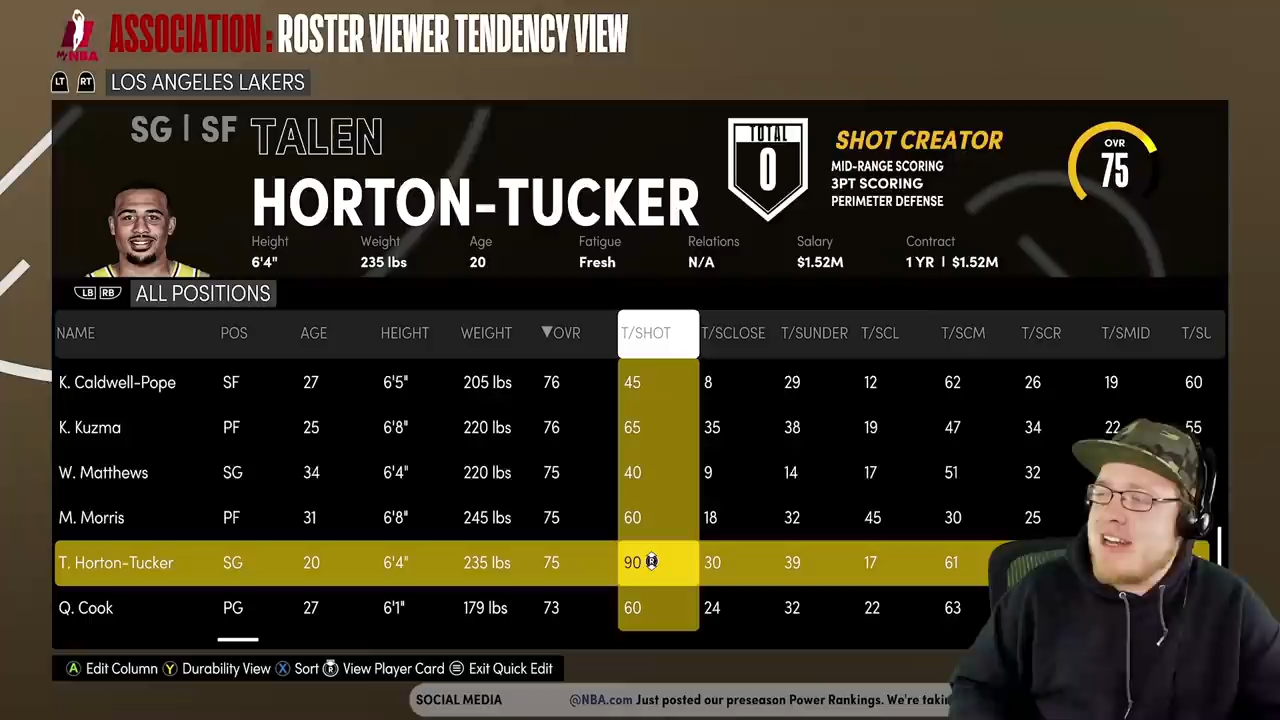 MyNBA
ASSOCIATION : ROSTER VIEWER TENDENCY VIEW
LT RT LOS ANGELES LAKERS
SG | SF TALEN
HORTON-TUCKER
TOTAL
0
SHOT CREATOR
MID-RANGE SCORING
3PT SCORING
PERIMETER DEFENSE
OVR
75
Height Weight Age Fatigue Relations Salary Contract
6'4" 235 lbs 20 Fresh N/A $1.52M 1 YR | $1.52M
LB RB ALL POSITIONS
NAME POS AGE HEIGHT WEIGHT ▼OVR T/SHOT T/SCLOSE T/SUNDER T/SCL T/SCM T/SCR T/SMID T/SU
K. Caldwell-Pope SF 27 6'5" 205 lbs 76 45 8 29 12 62 26 19 60
K. Kuzma PF 25 6'8" 220 lbs 76 65 35 38 19 47 34 22 55
W. Matthews SG 34 6'4" 220 lbs 75 40 9 14 17 51 32
M. Morris PF 31 6'8" 245 lbs 75 60 18 32 45 30 25
T. Horton-Tucker SG 20 6'4" 235 lbs 75 90 R 30 39 17 61
Q. Cook PG 27 6'1" 179 lbs 73 60 24 32 22 63
A Edit Column Y Durability View X Sort R View Player Card Exit Quick Edit
SOCIAL MEDIA @NBA.com Just posted our preseason Power Rankings. We're takin